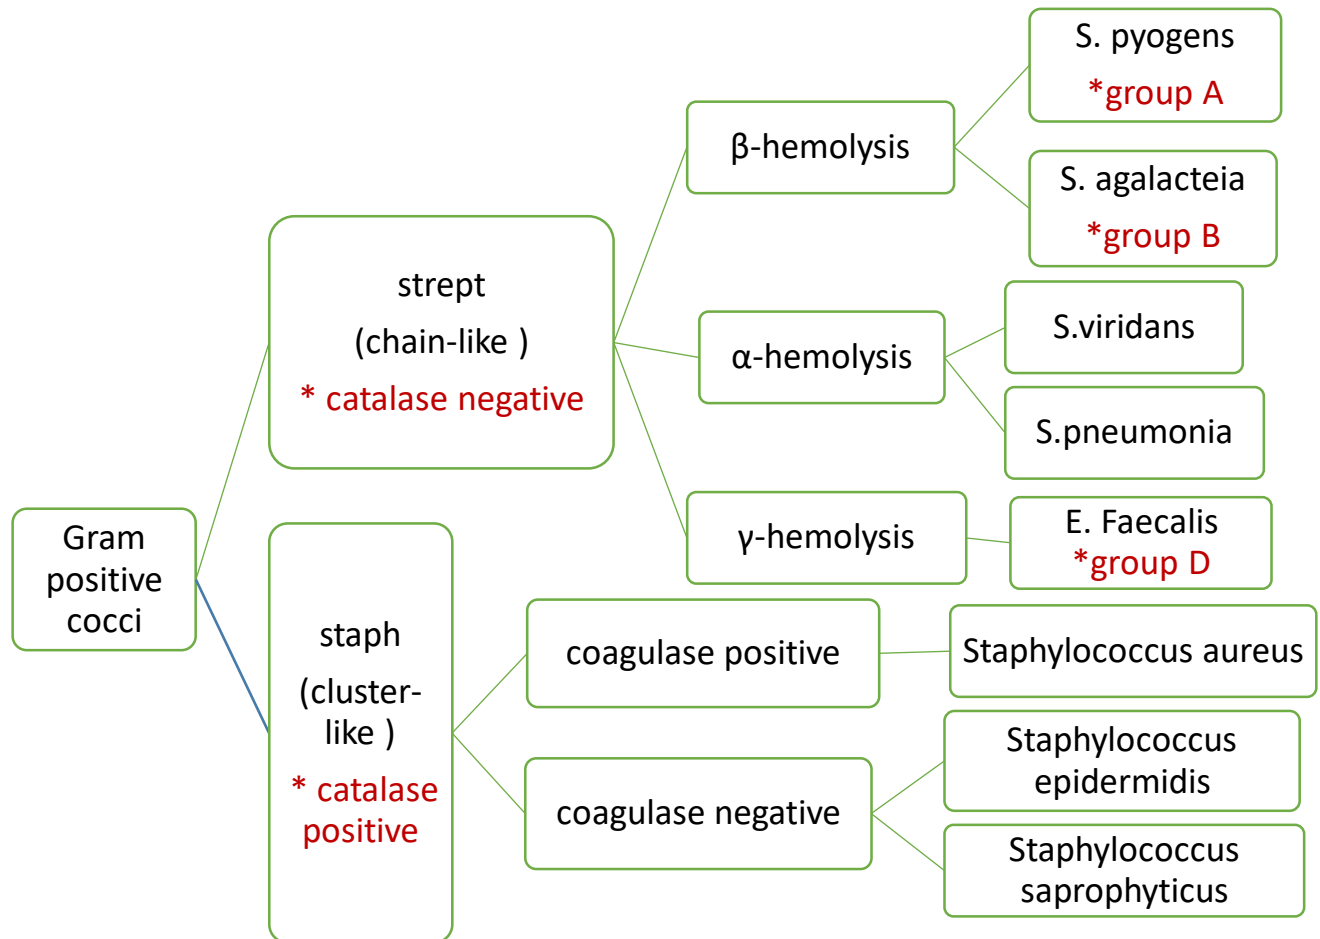 Gram
positive
cocci
strept
(chain-like )
* catalase negative
β-hemolysis
S. pyogens
*group A
S. agalacteia
*group B
α-hemolysis
S.viridans
S.pneumonia
γ-hemolysis
E. Faecalis
*group D
staph
(cluster-
like )
* catalase
positive
coagulase positive
Staphylococcus aureus
coagulase negative
Staphylococcus
epidermidis
Staphylococcus
saprophyticus